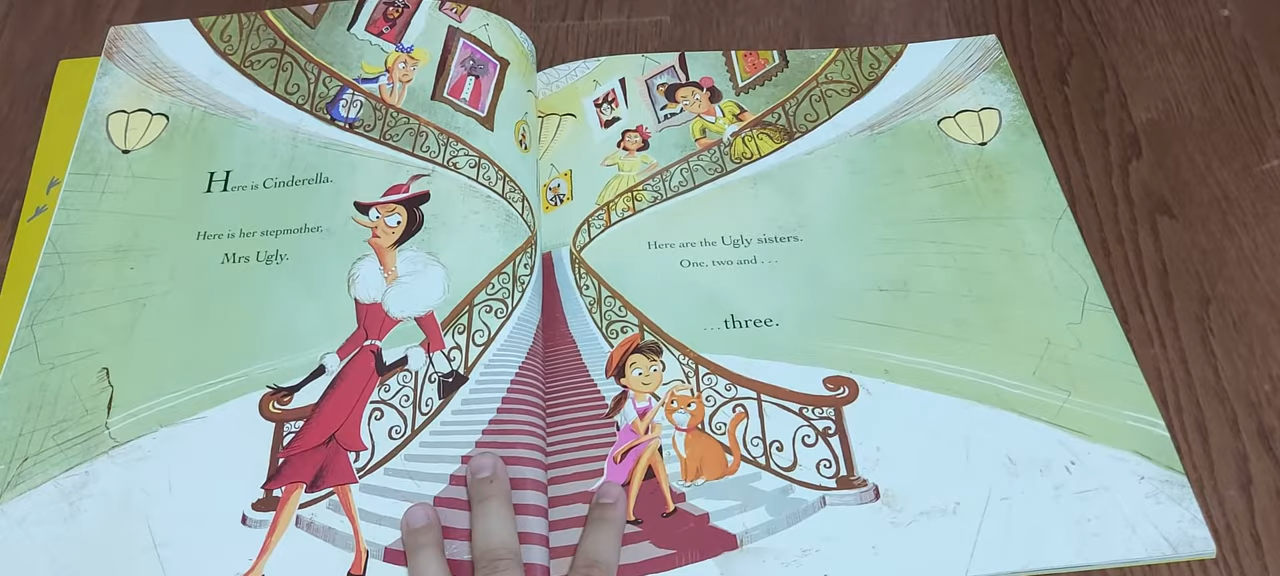 Here is Cinderella.
Here is her stepmother,
Mrs Ugly.
Here are the Ugly sisters.
One, two and . . .
. . . three.